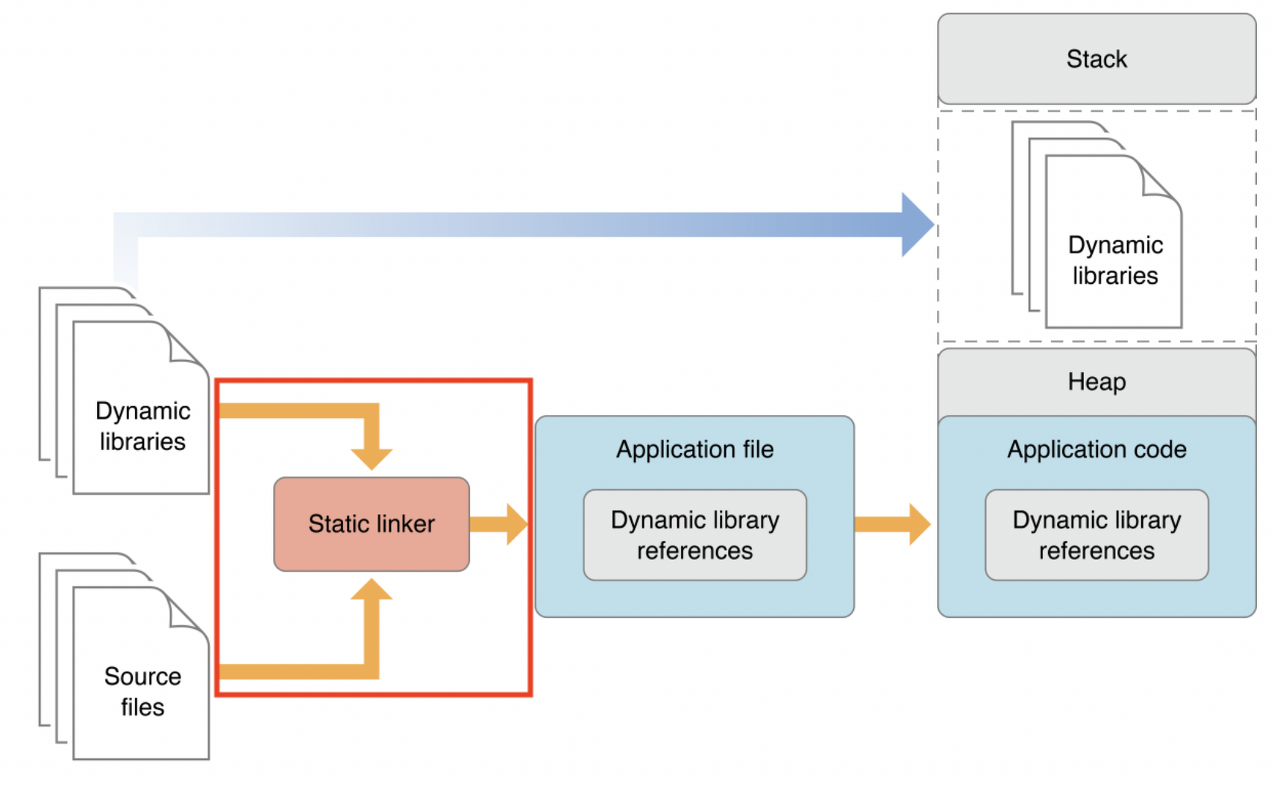 Stack
Dynamic
libraries
Dynamic
libraries
Heap
Static linker
Application file
Dynamic library
references
Application code
Dynamic library
references
Source
files